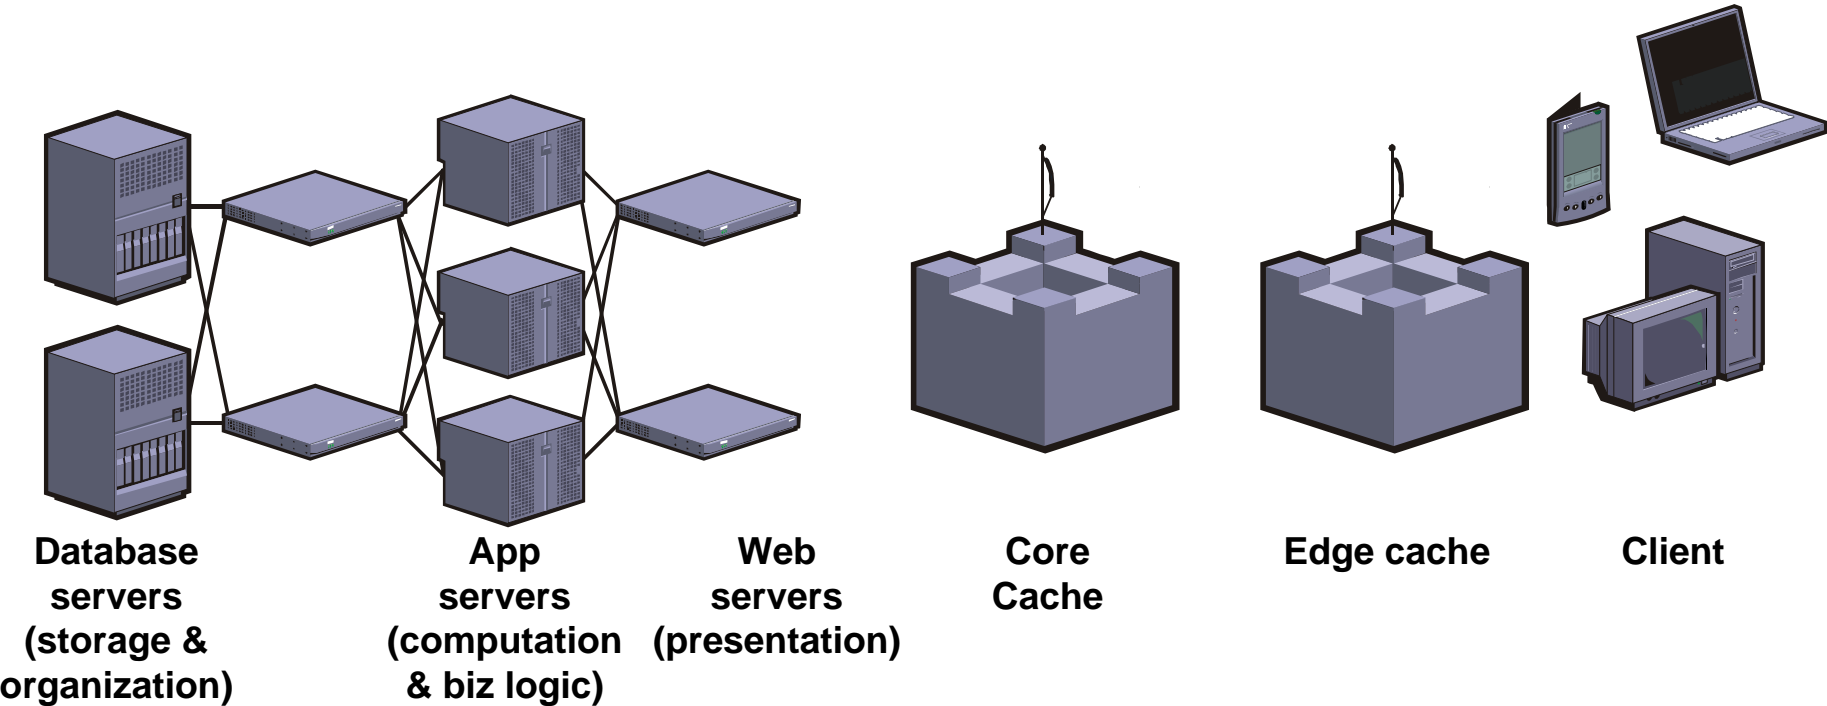 Database
servers
(storage &
organization)
App
servers
(computation
& biz logic)
Web
servers
(presentation)
Core
Cache
Edge cache
Client